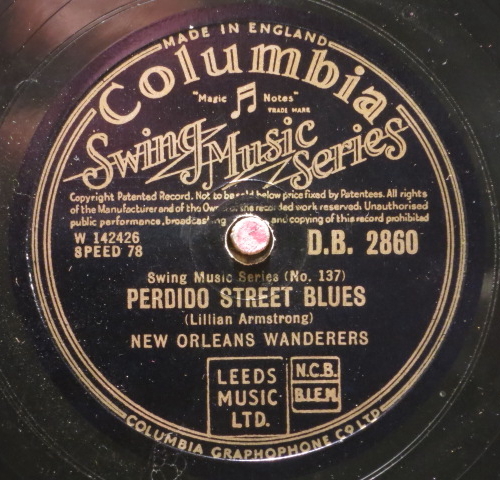 MADE IN ENGLAND
Columbia
"Magic Notes"
TRADE MARK
Swing Music Series
Copyright Patented Record. Not to be sold below price fixed by Patentees. All rights
of the Manufacturer and of the Owner of the recorded work reserved. Unauthorised
public performance, broadcasting and copying of this record prohibited
W 142426
SPEED 78
D.B. 2860
Swing Music Series (No. 137)
PERDIDO STREET BLUES
(Lillian Armstrong)
NEW ORLEANS WANDERERS
LEEDS
MUSIC
LTD.
N.C.B.
B.I.E.M.
COLUMBIA GRAPHOPHONE CO LTD